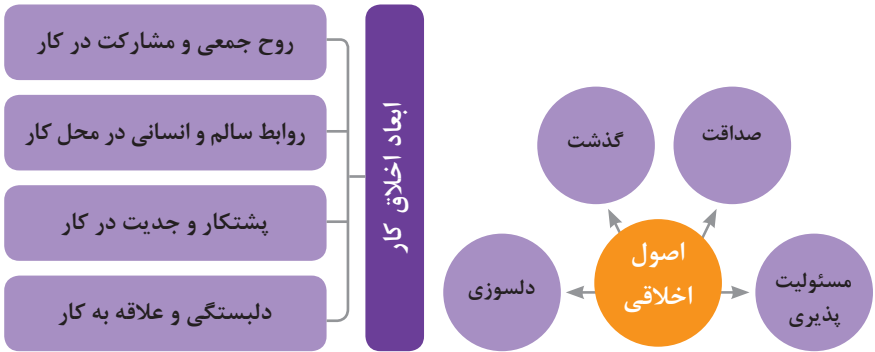 صداقت
گذشت
اصول
اخلاقی
مسئولیت
پذیری
دلسوزی
ابعاد اخلاق کار
روح جمعی و مشارکت در کار
روابط سالم و انسانی در محل کار
پشتکار و جدیت در کار
دلبستگی و علاقه به کار